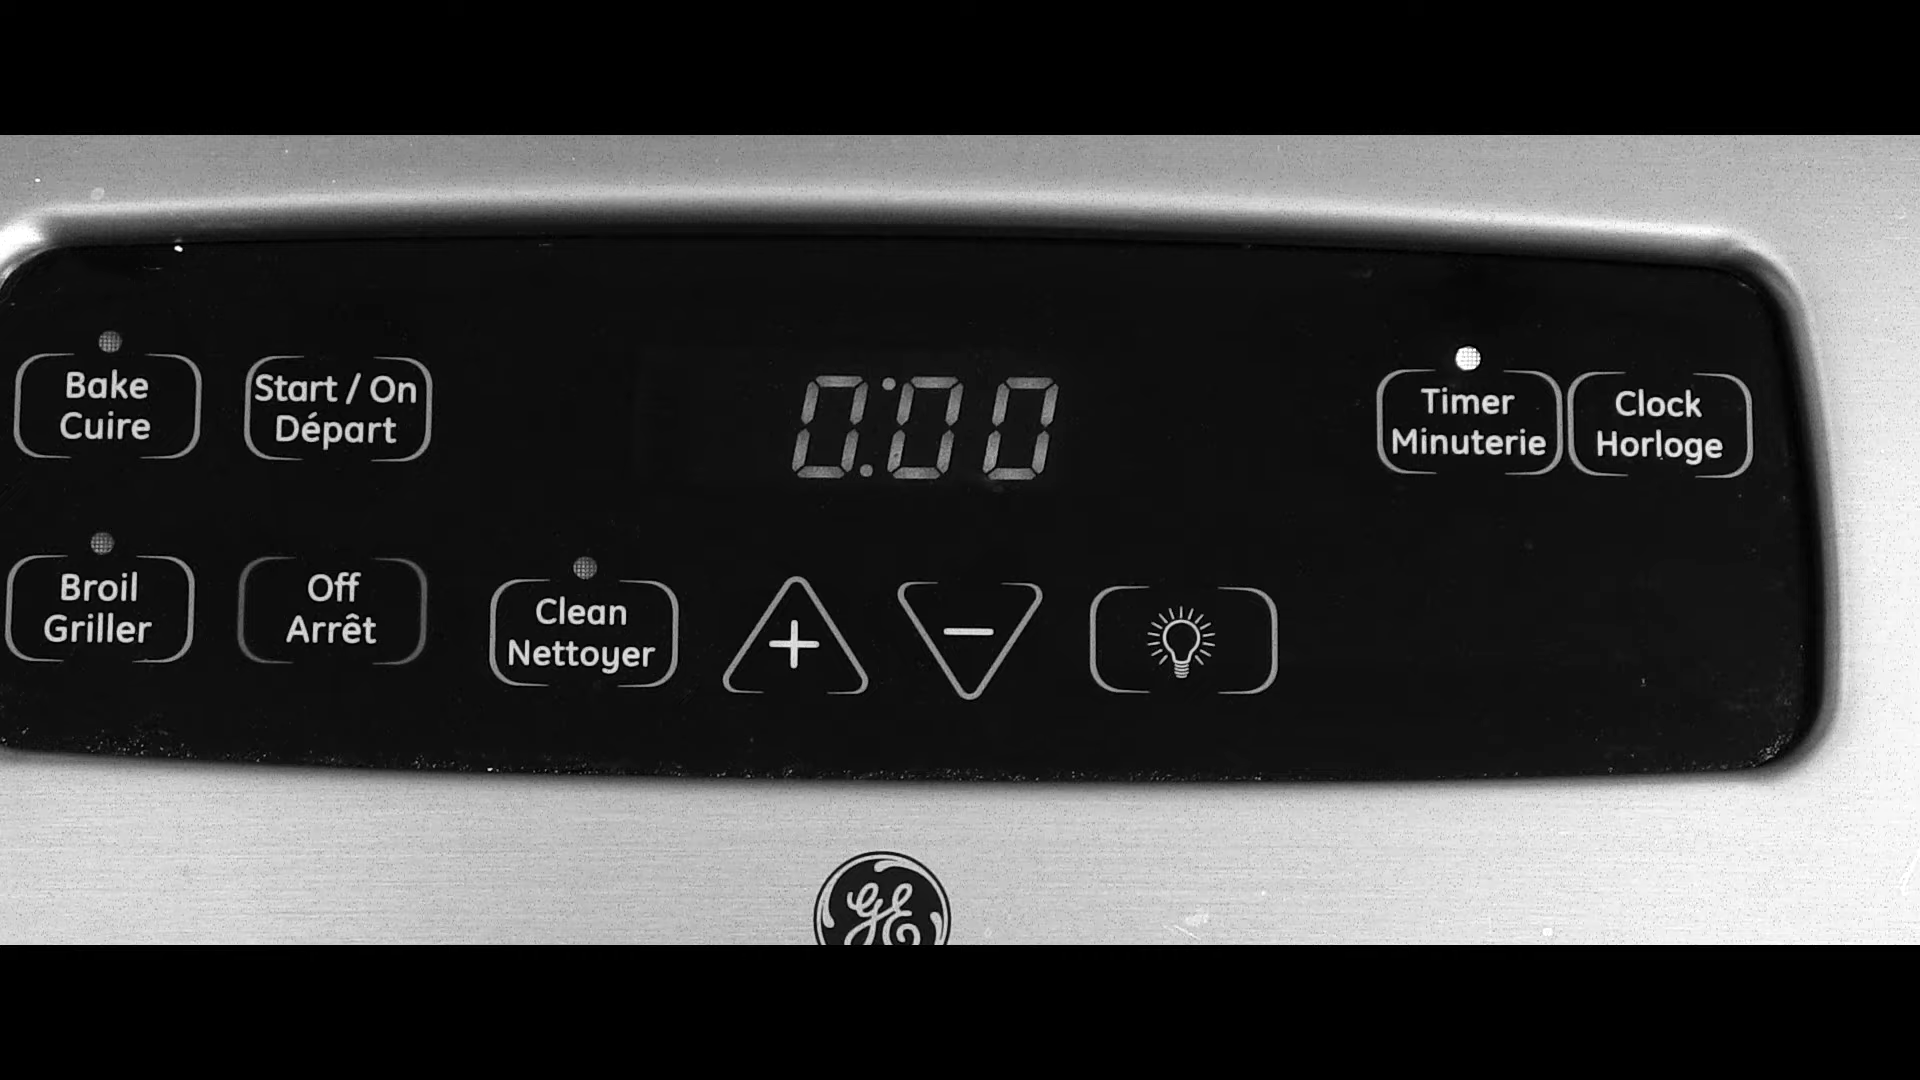 Bake
Cuire
Start / On
Départ
0:00
Timer
Minuterie
Clock
Horloge
Broil
Griller
Off
Arrêt
Clean
Nettoyer
+
−
GE